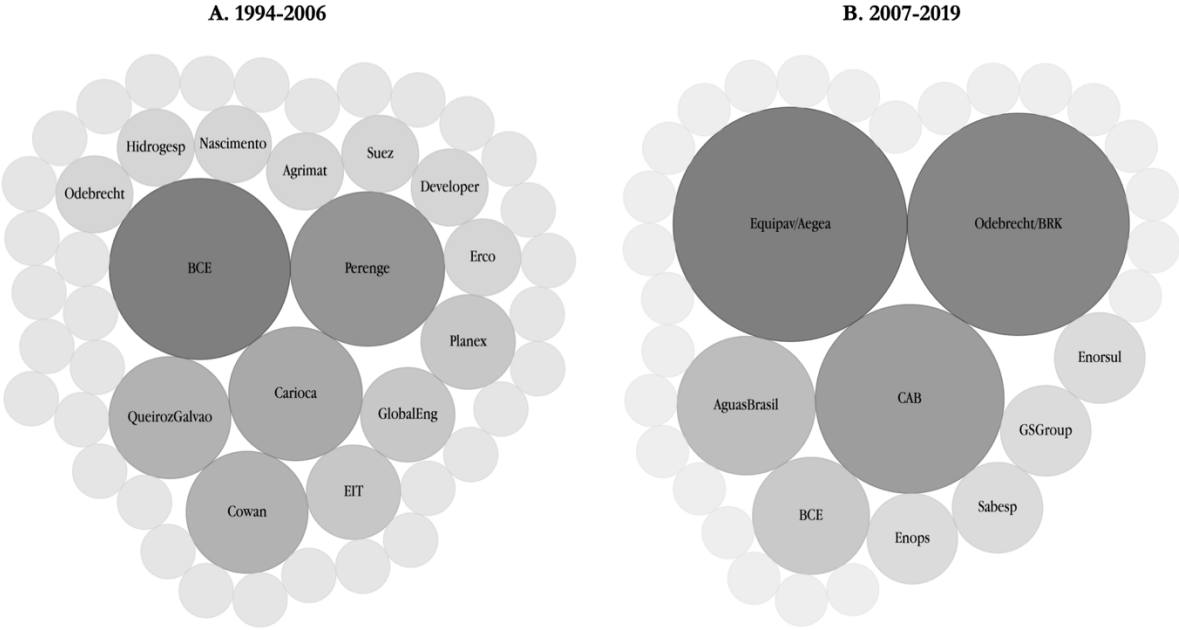 A. 1994-2006
Hidrogesp
Nascimento
Agrimat
Suez
Developer
Odebrecht
BCE
Perenge
Erco
Planex
Carioca
QueirozGalvao
GlobalEng
EIT
Cowan
B. 2007-2019
Equipav/Aegea
Odebrecht/BRK
Enorsul
AguasBrasil
CAB
GSGroup
BCE
Sabesp
Enops